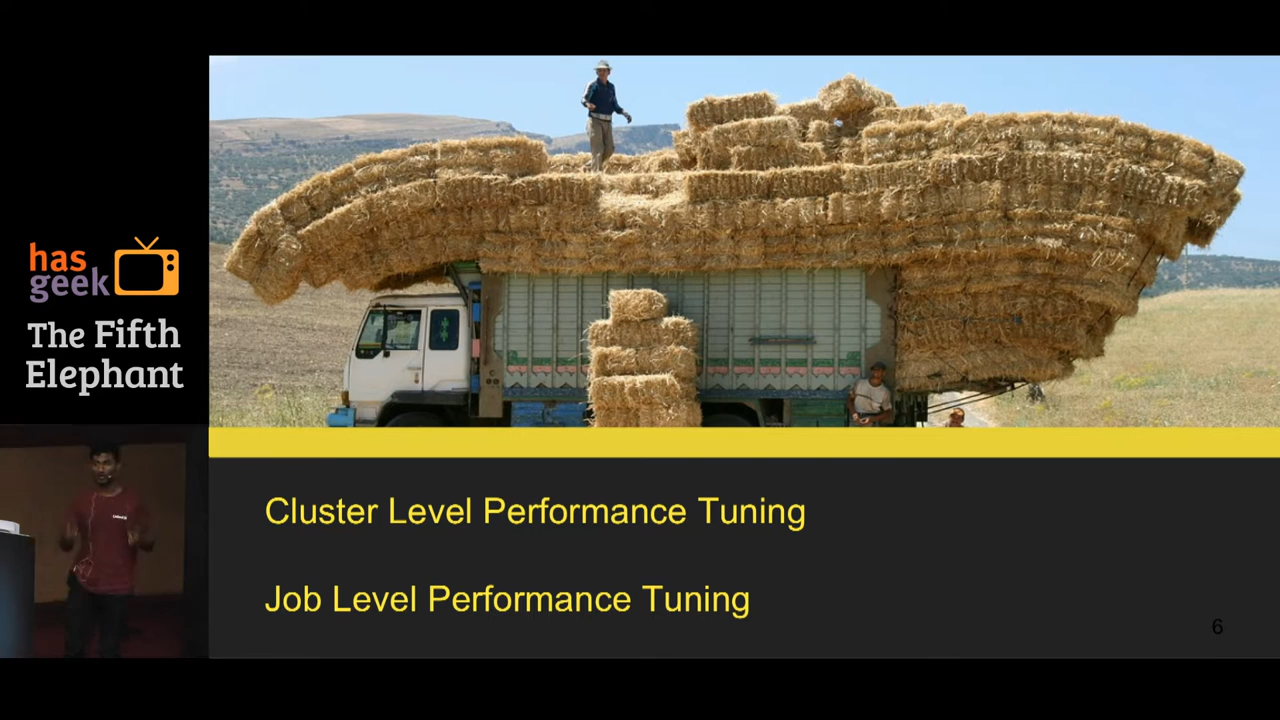 has
geek
The Fifth
Elephant
Cluster Level Performance Tuning
Job Level Performance Tuning
6